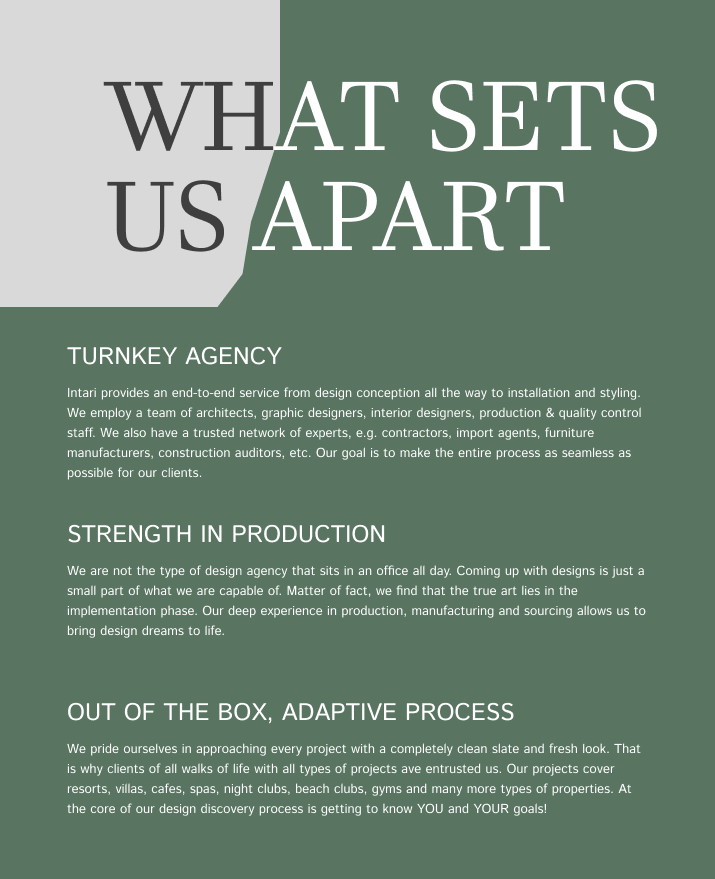 WHAT SETS
US APART
TURNKEY AGENCY
Intari provides an end-to-end service from design conception all the way to installation and styling.
We employ a team of architects, graphic designers, interior designers, production & quality control
staff. We also have a trusted network of experts, e.g. contractors, import agents, furniture
manufacturers, construction auditors, etc. Our goal is to make the entire process as seamless as
possible for our clients.
STRENGTH IN PRODUCTION
We are not the type of design agency that sits in an office all day. Coming up with designs is just a
small part of what we are capable of. Matter of fact, we find that the true art lies in the
implementation phase. Our deep experience in production, manufacturing and sourcing allows us to
bring design dreams to life.
OUT OF THE BOX, ADAPTIVE PROCESS
We pride ourselves in approaching every project with a completely clean slate and fresh look. That
is why clients of all walks of life with all types of projects ave entrusted us. Our projects cover
resorts, villas, cafes, spas, night clubs, beach clubs, gyms and many more types of properties. At
the core of our design discovery process is getting to know YOU and YOUR goals!